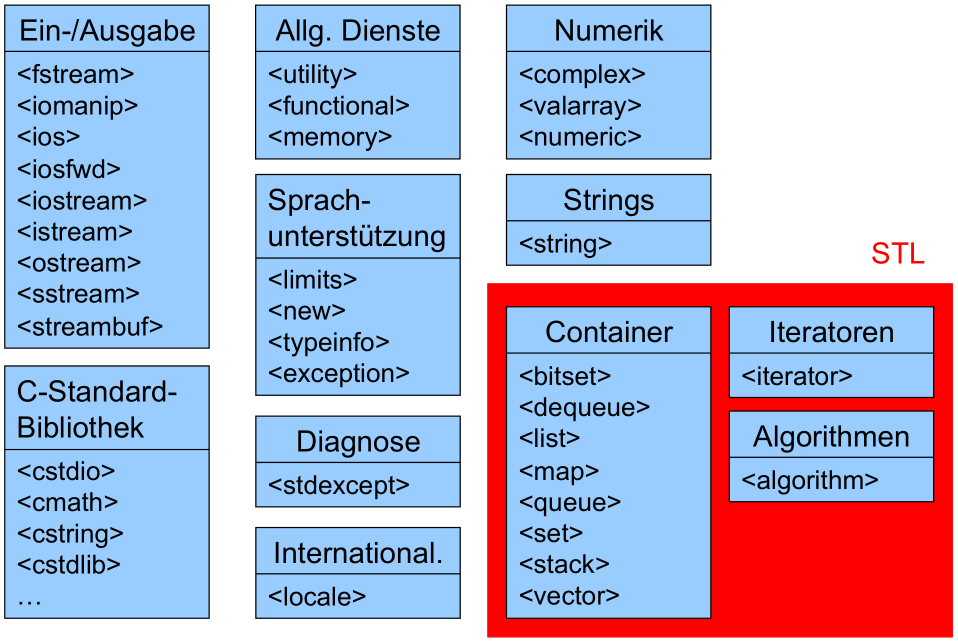 Ein-/Ausgabe
<fstream>
<iomanip>
<ios>
<iosfwd>
<iostream>
<istream>
<ostream>
<sstream>
<streambuf>
C-Standard-
Bibliothek
<cstdio>
<cmath>
<cstring>
<cstdlib>
…
Allg. Dienste
<utility>
<functional>
<memory>
Sprach-
unterstützung
<limits>
<new>
<typeinfo>
<exception>
Diagnose
<stdexcept>
International.
<locale>
Numerik
<complex>
<valarray>
<numeric>
Strings
<string>
STL
Container
<bitset>
<dequeue>
<list>
<map>
<queue>
<set>
<stack>
<vector>
Iteratoren
<iterator>
Algorithmen
<algorithm>